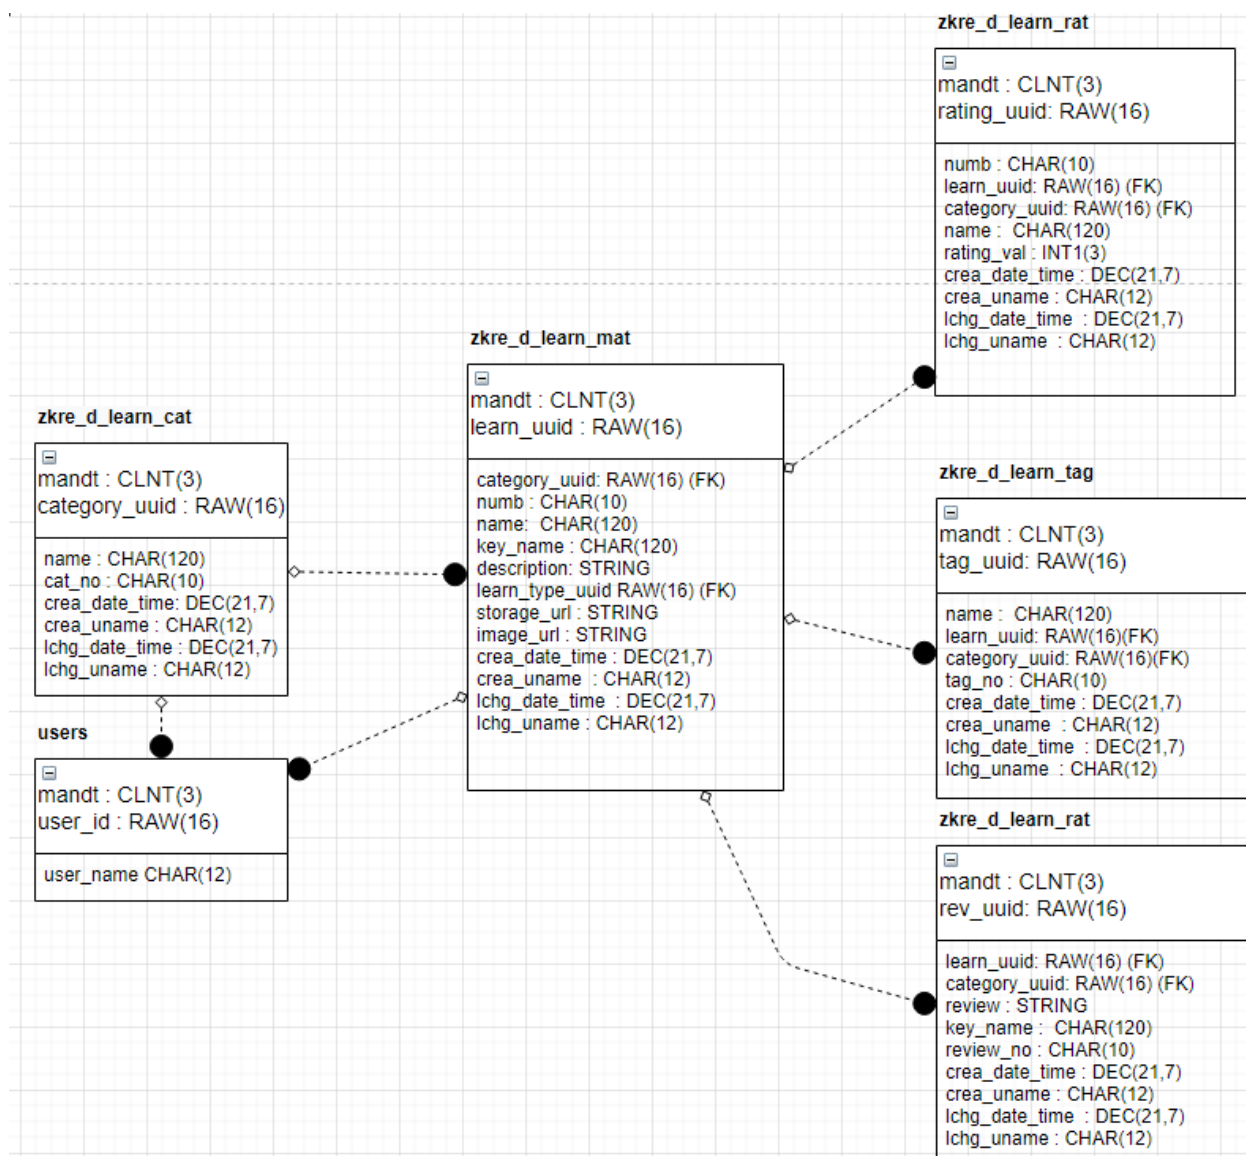 zkre_d_learn_rat
mandt : CLNT(3)
rating_uuid: RAW(16)
numb : CHAR(10)
learn_uuid: RAW(16) (FK)
category_uuid: RAW(16) (FK)
name :  CHAR(120)
rating_val : INT1(3)
crea_date_time : DEC(21,7)
crea_uname : CHAR(12)
lchg_date_time  : DEC(21,7)
lchg_uname  : CHAR(12)
zkre_d_learn_mat
mandt : CLNT(3)
learn_uuid : RAW(16)
category_uuid: RAW(16) (FK)
numb : CHAR(10)
name:  CHAR(120)
key_name : CHAR(120)
description: STRING
learn_type_uuid RAW(16) (FK)
storage_url : STRING
image_url : STRING
crea_date_time : DEC(21,7)
crea_uname  : CHAR(12)
lchg_date_time  : DEC(21,7)
lchg_uname : CHAR(12)
zkre_d_learn_cat
mandt : CLNT(3)
category_uuid : RAW(16)
name : CHAR(120)
cat_no : CHAR(10)
crea_date_time: DEC(21,7)
crea_uname : CHAR(12)
lchg_date_time : DEC(21,7)
lchg_uname : CHAR(12)
users
mandt : CLNT(3)
user_id : RAW(16)
user_name CHAR(12)
zkre_d_learn_tag
mandt : CLNT(3)
tag_uuid: RAW(16)
name :  CHAR(120)
learn_uuid: RAW(16)(FK)
category_uuid: RAW(16)(FK)
tag_no : CHAR(10)
crea_date_time : DEC(21,7)
crea_uname  : CHAR(12)
lchg_date_time  : DEC(21,7)
lchg_uname  : CHAR(12)
zkre_d_learn_rat
mandt : CLNT(3)
rev_uuid: RAW(16)
learn_uuid: RAW(16) (FK)
category_uuid: RAW(16) (FK)
review : STRING
key_name :  CHAR(120)
review_no : CHAR(10)
crea_date_time : DEC(21,7)
crea_uname : CHAR(12)
lchg_date_time  : DEC(21,7)
lchg_uname : CHAR(12)